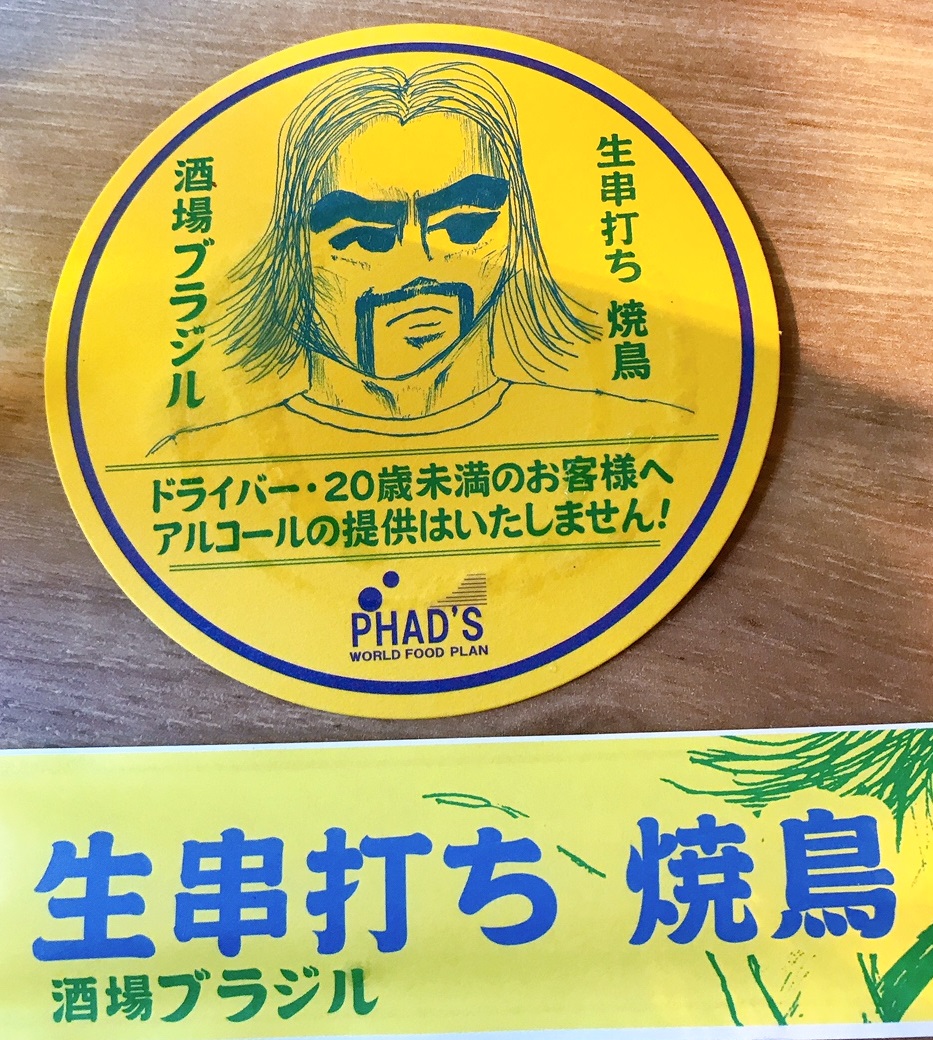 生串打ち 焼鳥
酒場ブラジル
ドライバー・20歳未満のお客様へ
アルコールの提供はいたしません!
PHAD'S
WORLD FOOD PLAN
生串打ち 焼鳥
酒場ブラジル